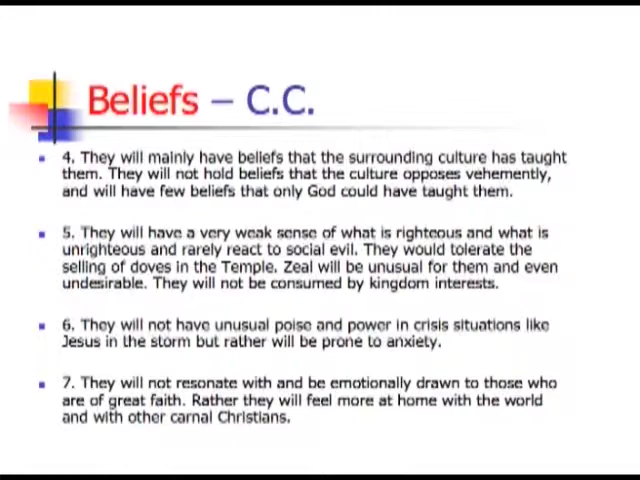 Beliefs – C.C.
4. They will mainly have beliefs that the surrounding culture has taught
them. They will not hold beliefs that the culture opposes vehemently,
and will have few beliefs that only God could have taught them.
5. They will have a very weak sense of what is righteous and what is
unrighteous and rarely react to social evil. They would tolerate the
selling of doves in the Temple. Zeal will be unusual for them and even
undesirable. They will not be consumed by kingdom interests.
6. They will not have unusual poise and power in crisis situations like
Jesus in the storm but rather will be prone to anxiety.
7. They will not resonate with and be emotionally drawn to those who
are of great faith. Rather they will feel more at home with the world
and with other carnal Christians.